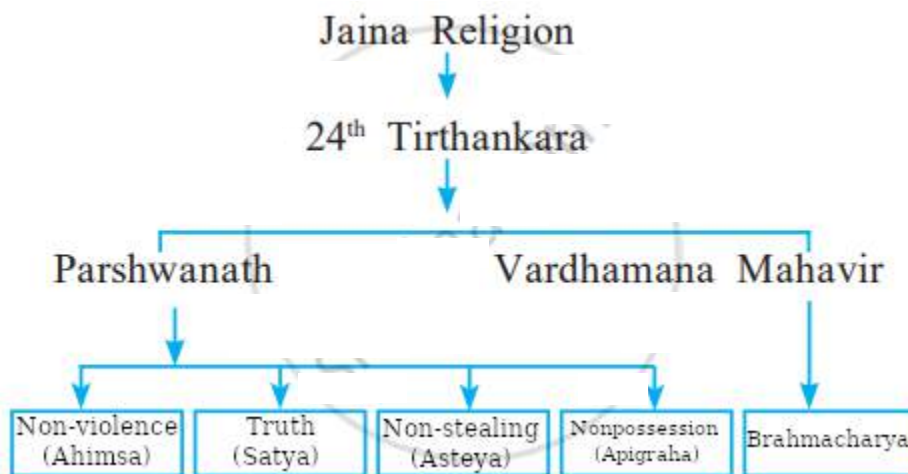 Jaina Religion
24th Tirthankara
Parshwanath
Vardhamana Mahavir
Non-violence
(Ahimsa)
Truth
(Satya)
Non-stealing
(Asteya)
Nonpossession
(Apigraha)
Brahmacharya